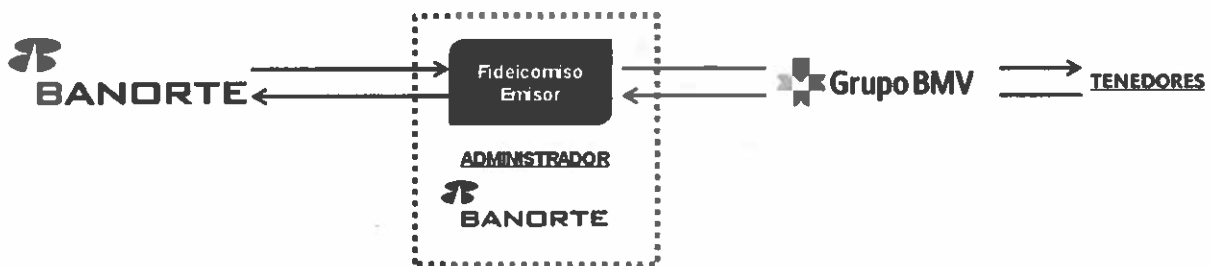 BANORTE
Fideicomiso
Emisor
Grupo BMV
TENEDORES
ADMINISTRADOR
BANORTE